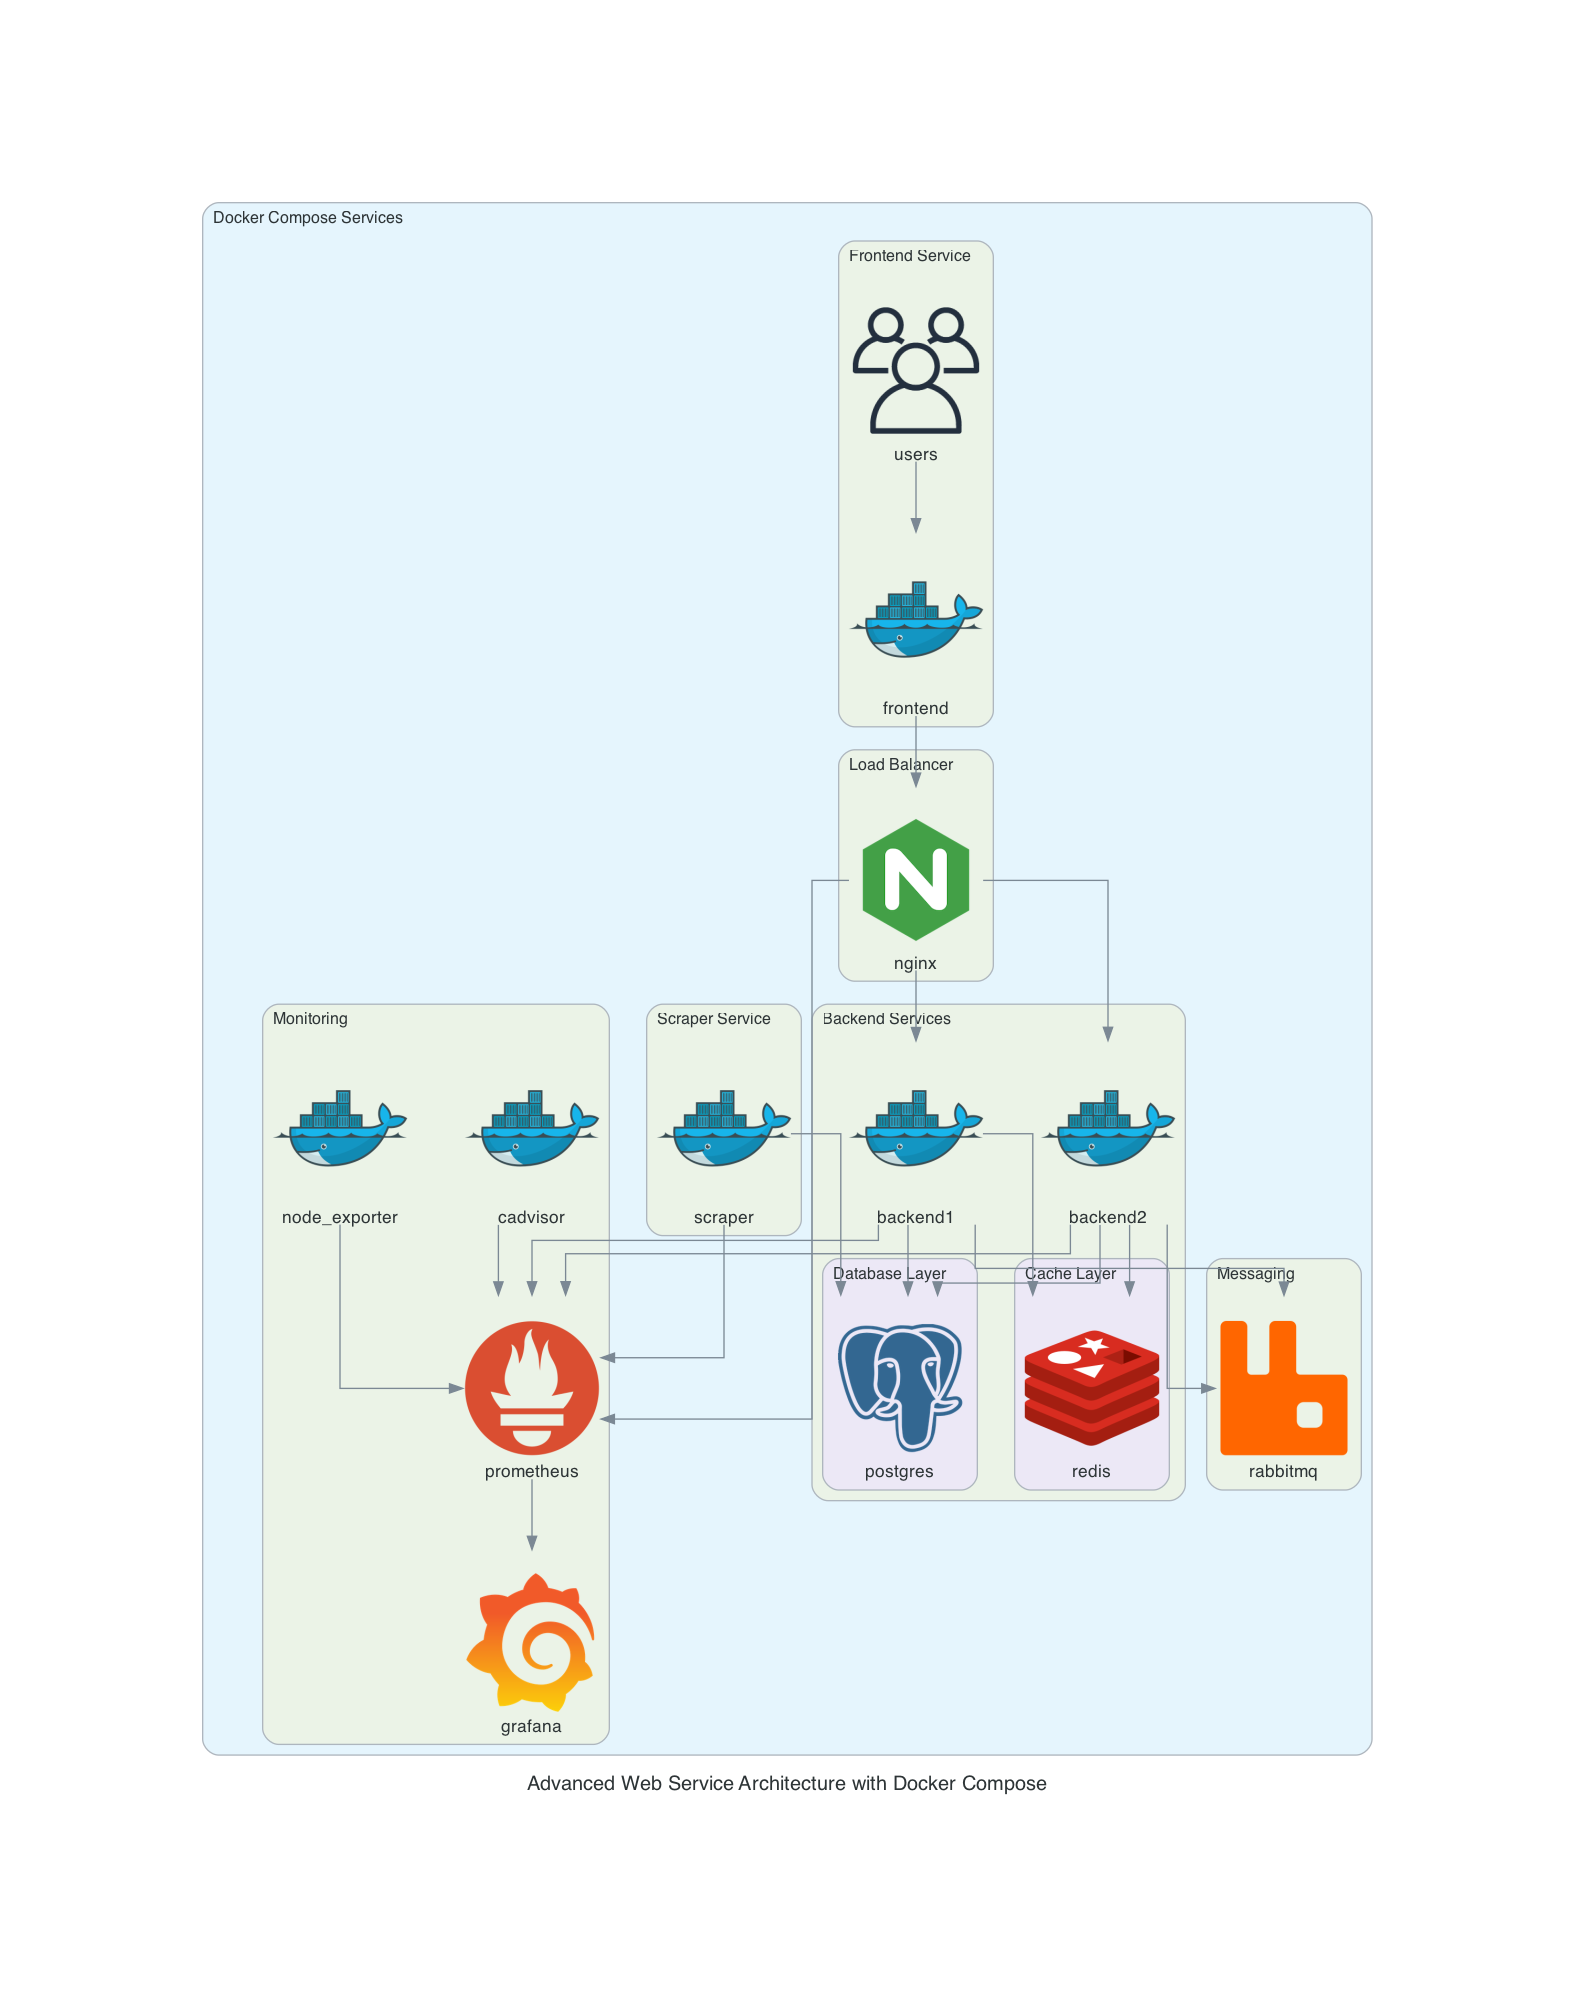 Docker Compose Services
Frontend Service
users
frontend
Load Balancer
nginx
Monitoring
Scraper Service
Backend Services
node_exporter
cadvisor
scraper
backend1
backend2
Database Layer
Cache Layer
Messaging
prometheus
postgres
redis
rabbitmq
grafana
Advanced Web Service Architecture with Docker Compose